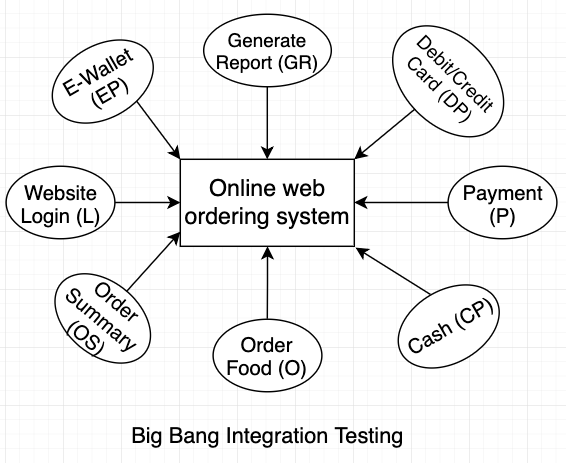 Generate
Report (GR)
E-Wallet
(EP)
Debit/Credit
Card (DP)
Website
Login (L)
Online web
ordering system
Payment
(P)
Order
Summary
(OS)
Order
Food (O)
Cash (CP)
Big Bang Integration Testing